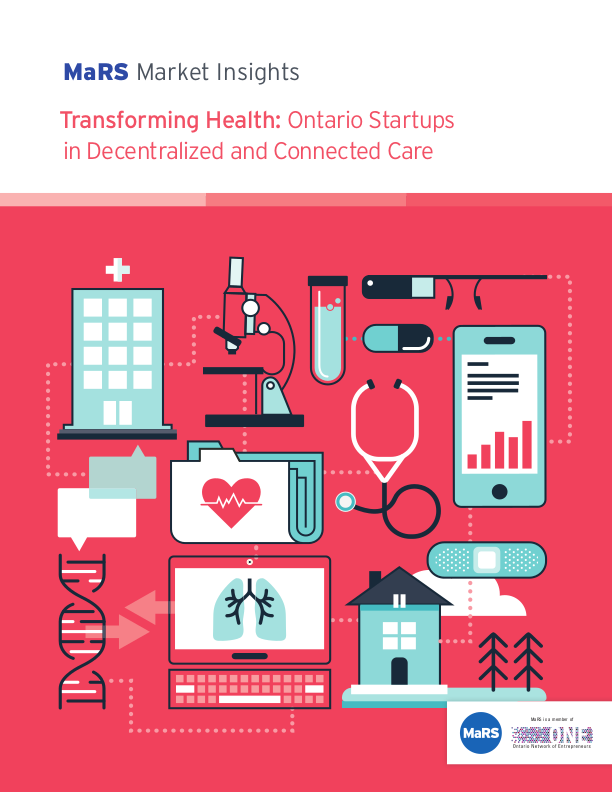 MaRS Market Insights
Transforming Health: Ontario Startups
in Decentralized and Connected Care
MaRS
MaRS is a member of
ONE
Ontario Network of Entrepreneurs